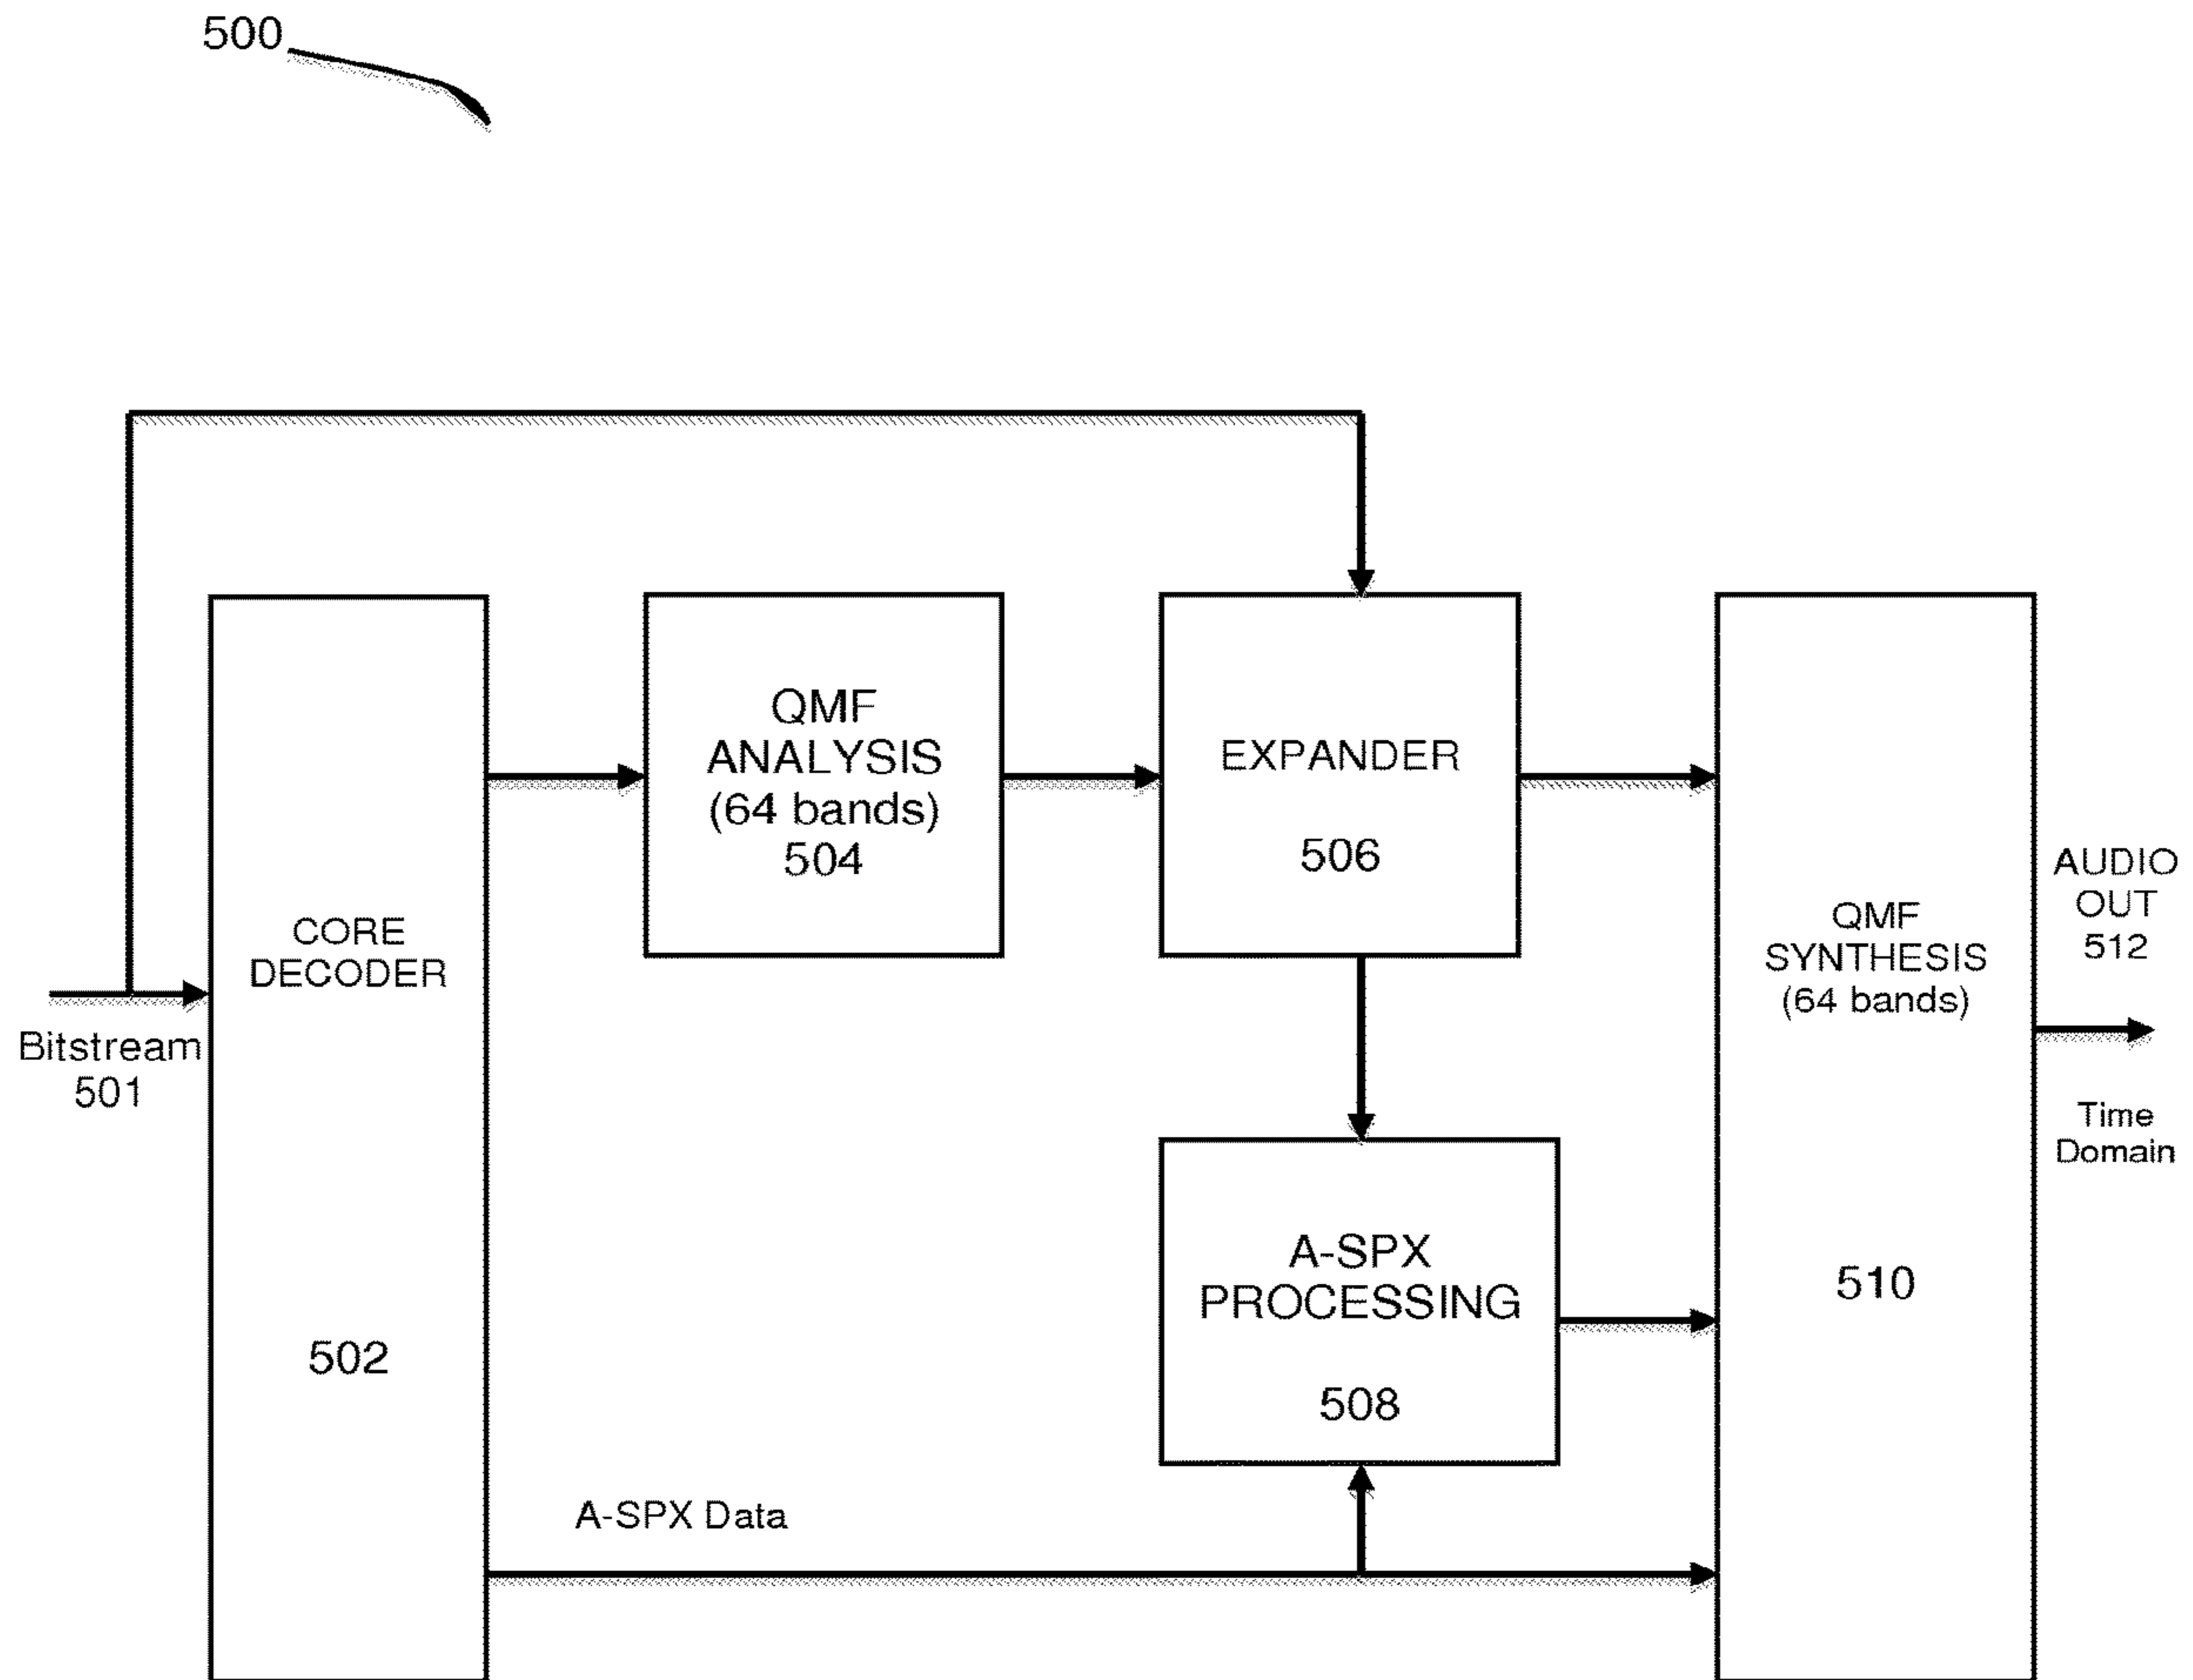 500
QMF
ANALYSIS
(64 bands)
504
EXPANDER
506
CORE
DECODER
502
Bitstream
501
QMF
SYNTHESIS
(64 bands)
510
AUDIO
OUT
512
Time
Domain
A-SPX
PROCESSING
508
A-SPX Data